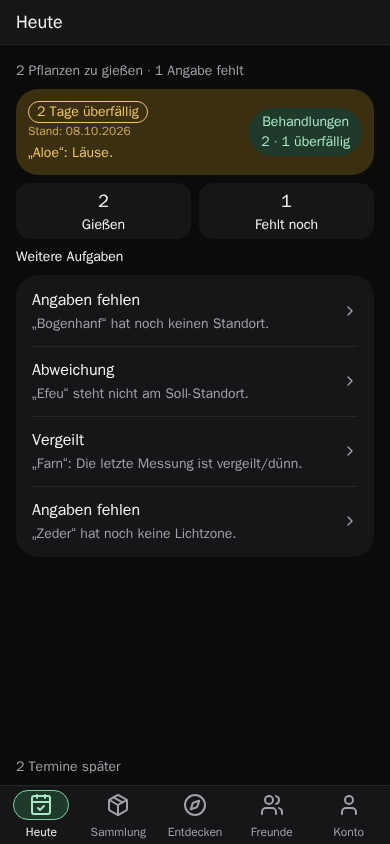 Heute
2 Pflanzen zu gießen · 1 Angabe fehlt
2 Tage überfällig
Stand: 08.10.2026
„Aloe“: Läuse.
Behandlungen
2 · 1 überfällig
2
Gießen
1
Fehlt noch
Weitere Aufgaben
Angaben fehlen
„Bogenhanf“ hat noch keinen Standort.
Abweichung
„Efeu“ steht nicht am Soll-Standort.
Vergeilt
„Farn“: Die letzte Messung ist vergeilt/dünn.
Angaben fehlen
„Zeder“ hat noch keine Lichtzone.
2 Termine später
Heute
Sammlung
Entdecken
Freunde
Konto